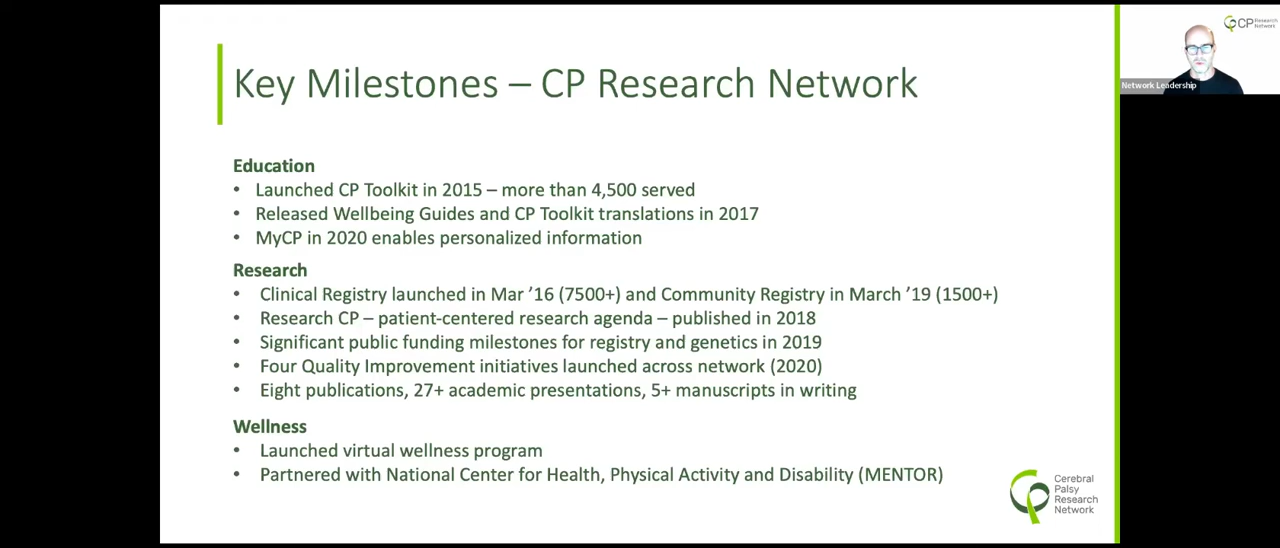 Key Milestones – CP Research Network
Education
• Launched CP Toolkit in 2015 – more than 4,500 served
• Released Wellbeing Guides and CP Toolkit translations in 2017
• MyCP in 2020 enables personalized information
Research
• Clinical Registry launched in Mar ’16 (7500+) and Community Registry in March ’19 (1500+)
• Research CP – patient-centered research agenda – published in 2018
• Significant public funding milestones for registry and genetics in 2019
• Four Quality Improvement initiatives launched across network (2020)
• Eight publications, 27+ academic presentations, 5+ manuscripts in writing
Wellness
• Launched virtual wellness program
• Partnered with National Center for Health, Physical Activity and Disability (MENTOR)
Cerebral
Palsy
Research
Network
CP Research
Network
Network Leadership